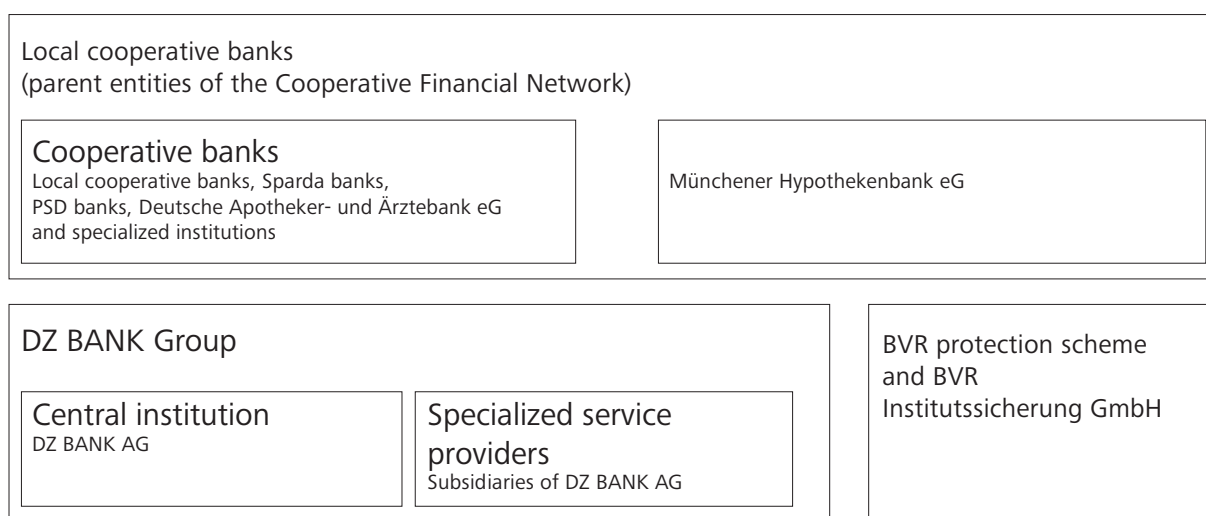 Local cooperative banks
(parent entities of the Cooperative Financial Network)
Cooperative banks
Local cooperative banks, Sparda banks,
PSD banks, Deutsche Apotheker- und Ärztebank eG
and specialized institutions
Münchener Hypothekenbank eG
DZ BANK Group
Central institution
DZ BANK AG
Specialized service
providers
Subsidiaries of DZ BANK AG
BVR protection scheme
and BVR
Institutssicherung GmbH